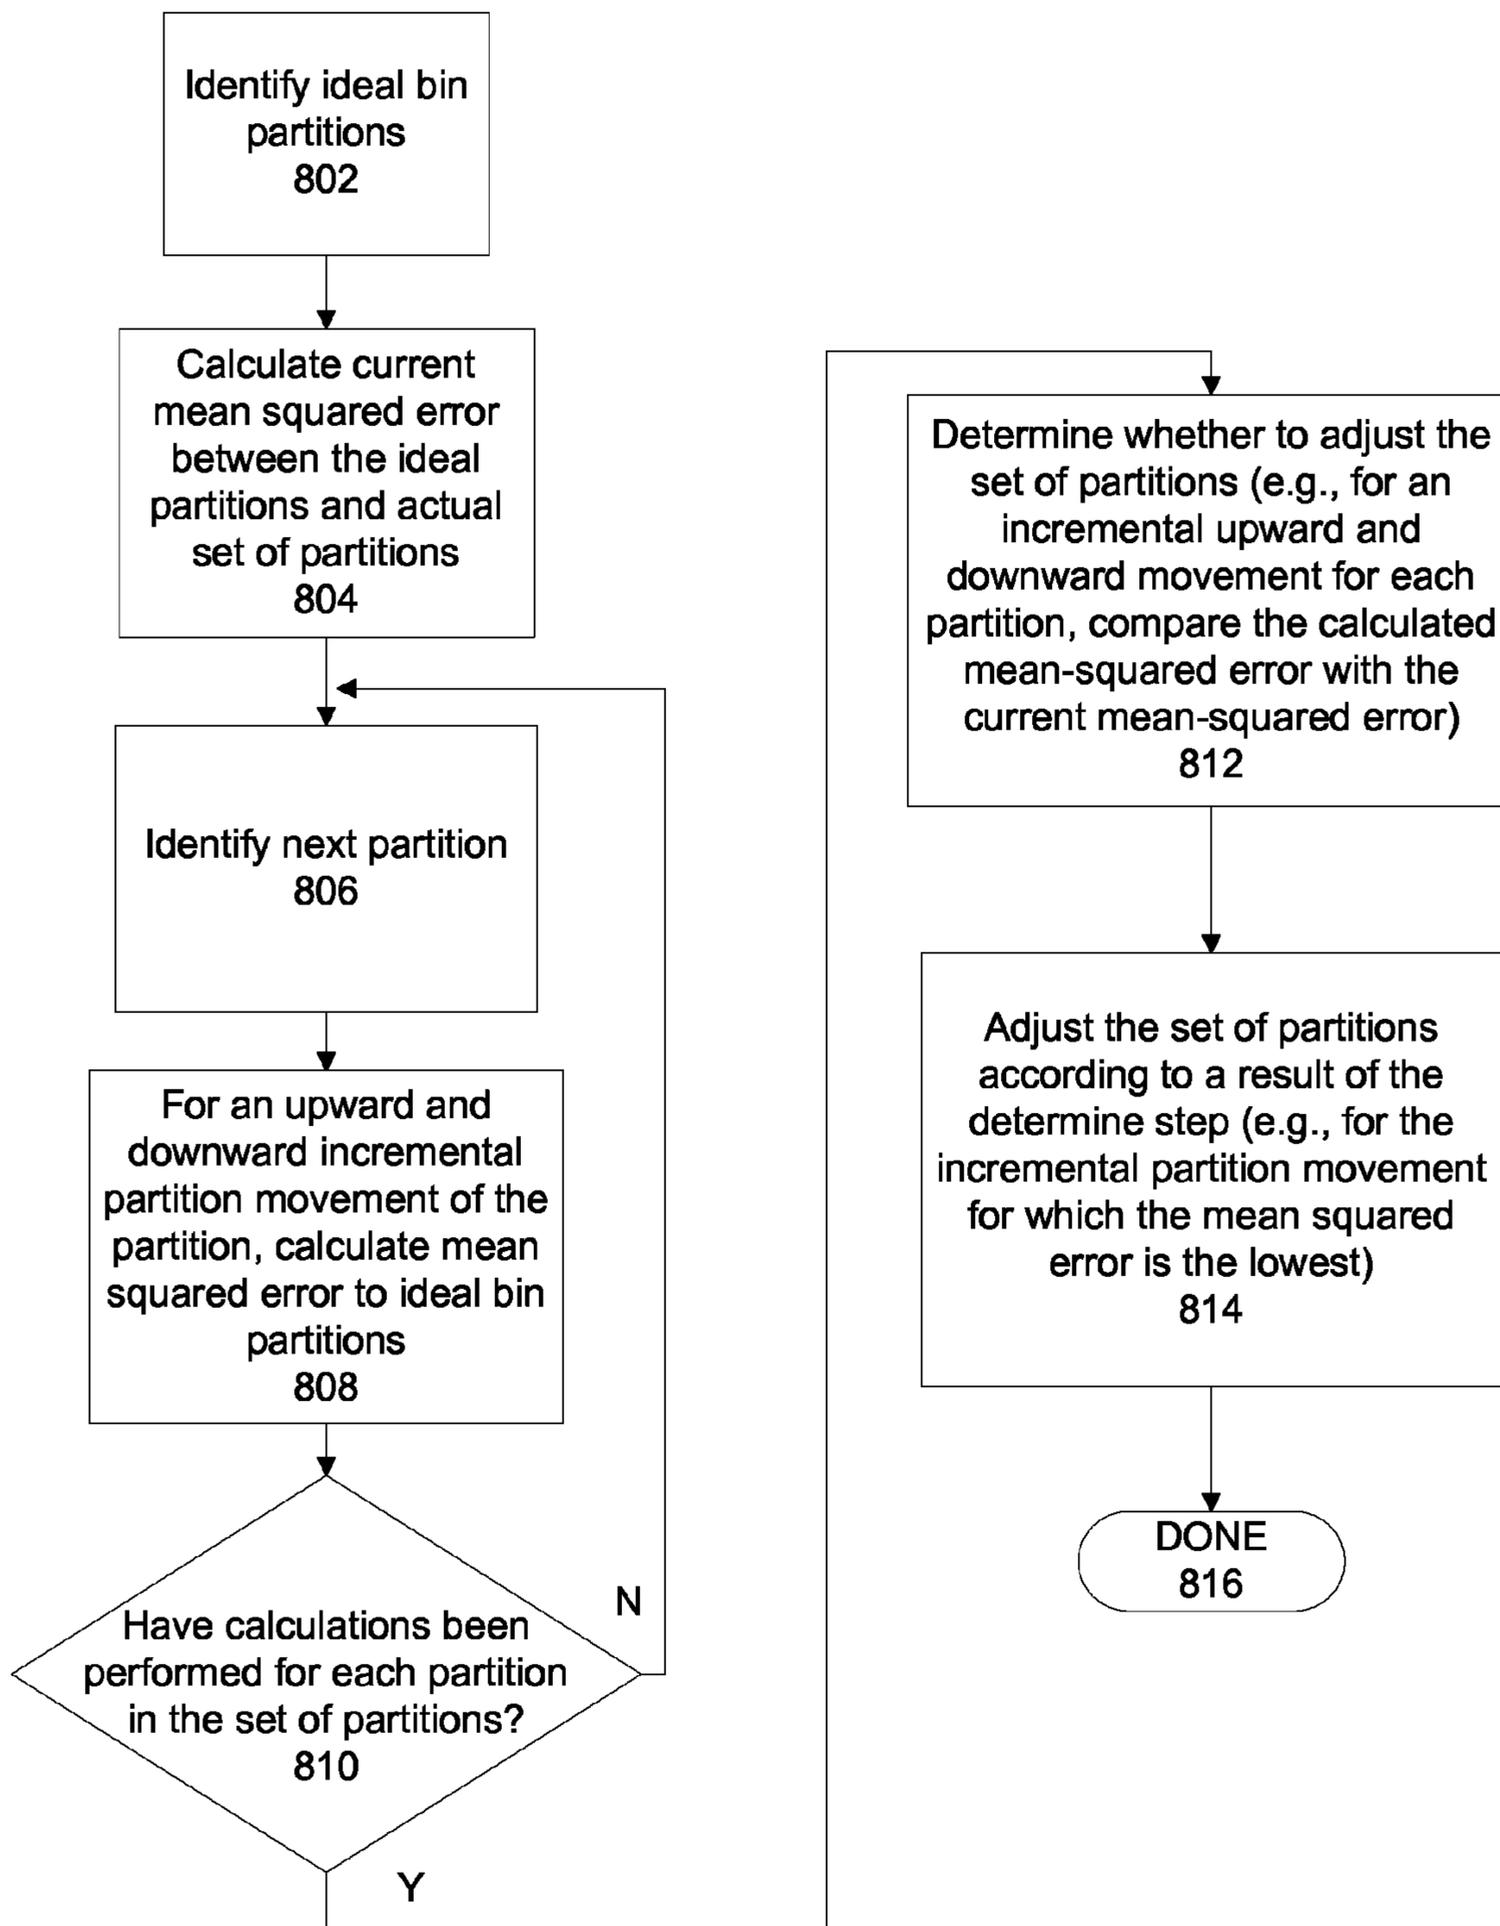 Identify ideal bin
partitions
802
Calculate current
mean squared error
between the ideal
partitions and actual
set of partitions
804
Identify next partition
806
For an upward and
downward incremental
partition movement of the
partition, calculate mean
squared error to ideal bin
partitions
808
N
Have calculations been
performed for each partition
in the set of partitions?
810
Y
Determine whether to adjust the
set of partitions (e.g., for an
incremental upward and
downward movement for each
partition, compare the calculated
mean-squared error with the
current mean-squared error)
812
Adjust the set of partitions
according to a result of the
determine step (e.g., for the
incremental partition movement
for which the mean squared
error is the lowest)
814
DONE
816